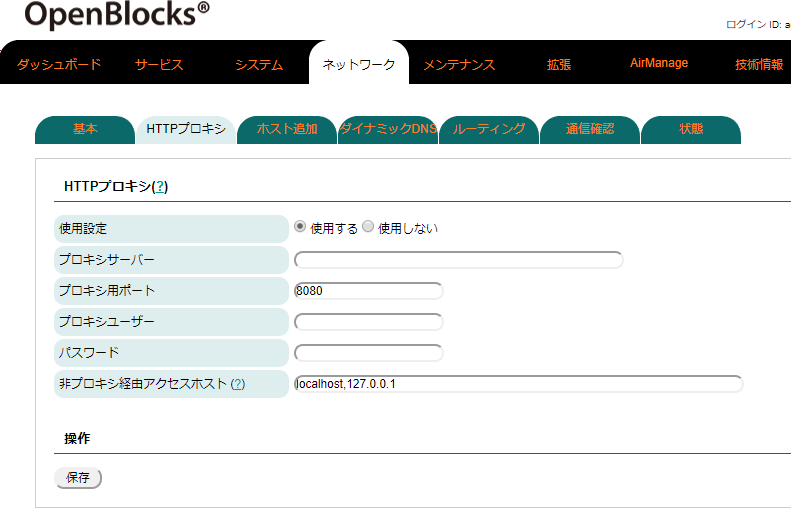 OpenBlocks®
ログイン ID: a
ダッシュボード サービス システム ネットワーク メンテナンス 拡張 AirManage 技術情報
基本 HTTPプロキシ ホスト追加 ダイナミックDNS ルーティング 通信確認 状態
HTTPプロキシ(?)
使用設定 使用する 使用しない
プロキシサーバー
プロキシ用ポート 8080
プロキシユーザー
パスワード
非プロキシ経由アクセスホスト (?) localhost,127.0.0.1
操作
保存